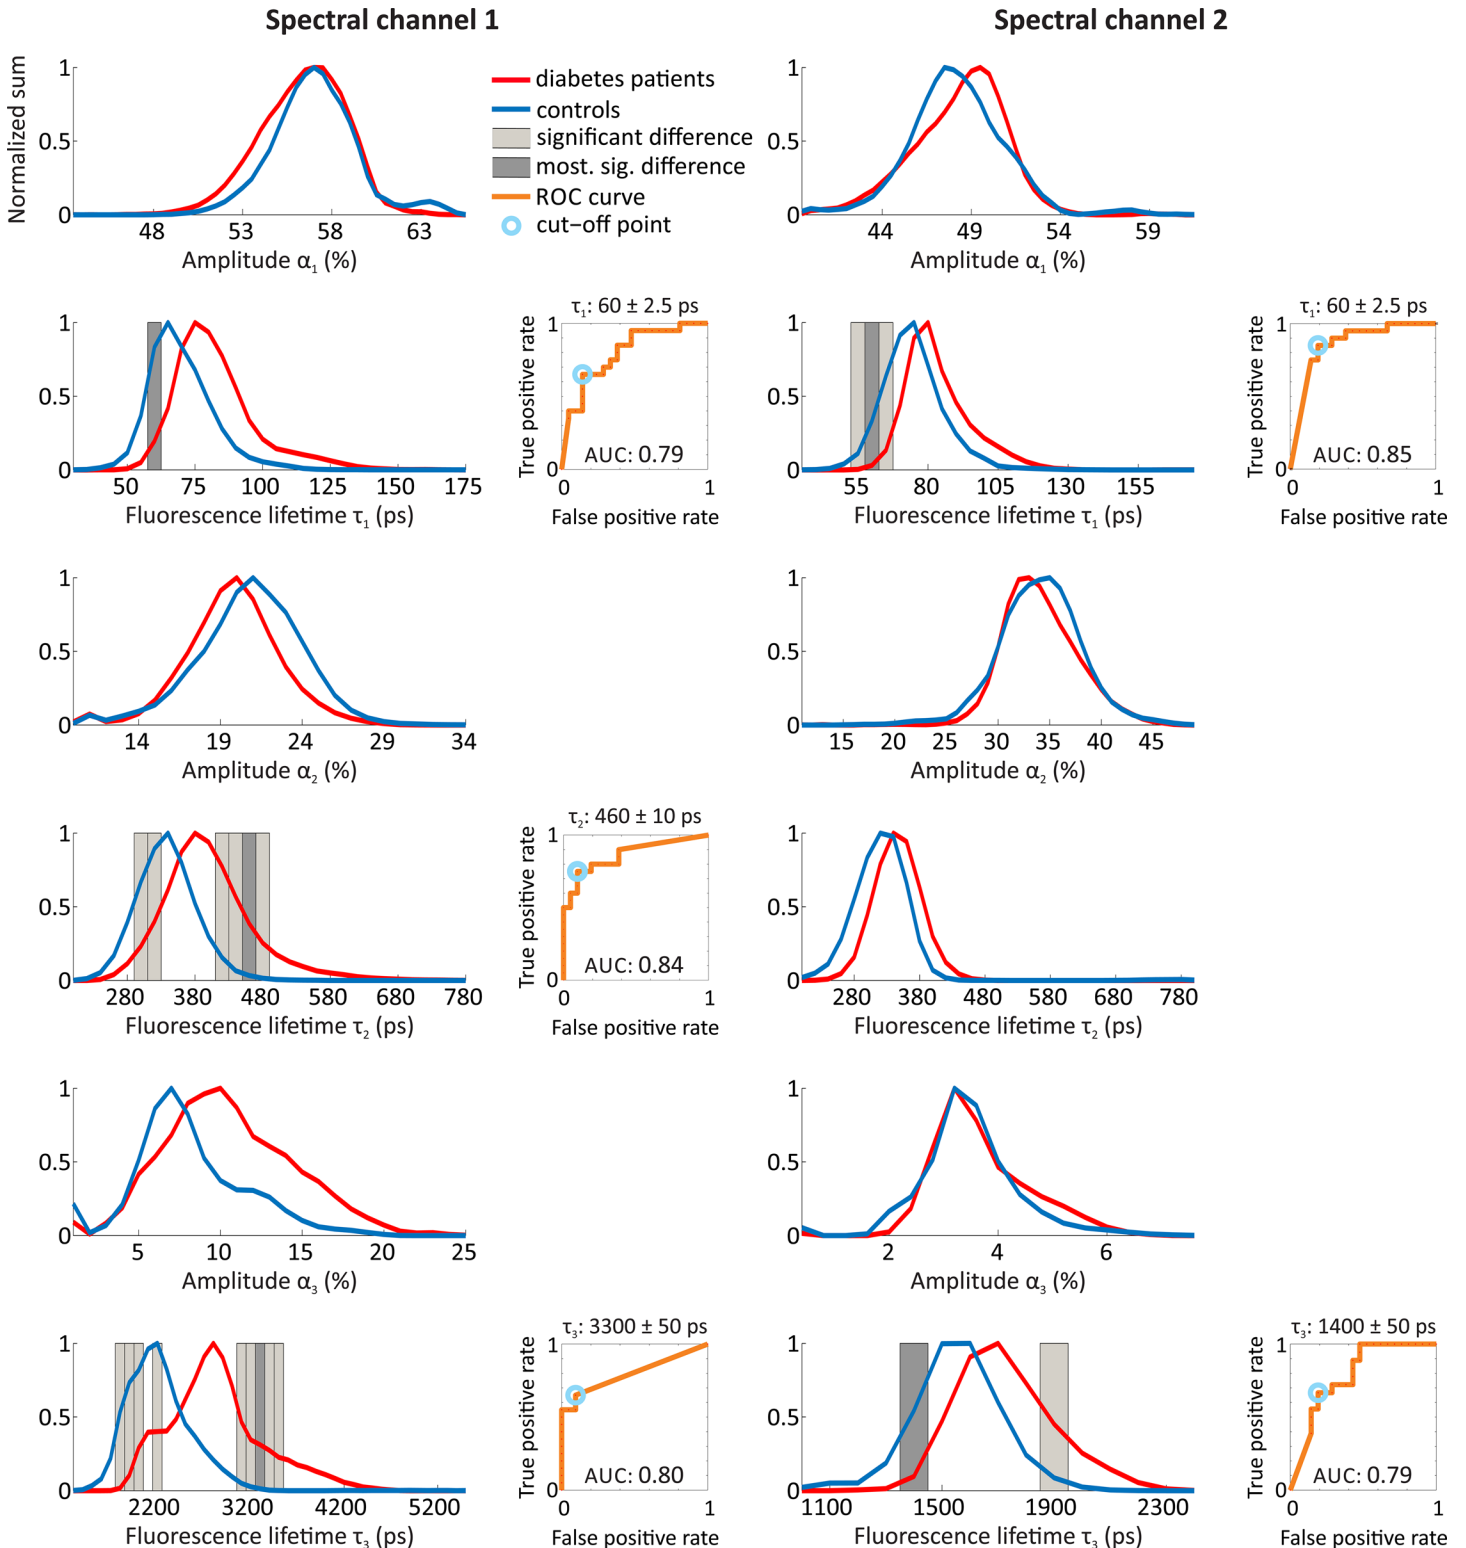 Spectral channel 1
Spectral channel 2
Normalized sum
1
0.5
0
48 53 58 63
Amplitude α₁ (%)
diabetes patients
controls
significant difference
most. sig. difference
ROC curve
cut−off point
1
0.5
0
44 49 54 59
Amplitude α₁ (%)
1
0.5
0
50 75 100 125 150 175
Fluorescence lifetime τ₁ (ps)
τ₁: 60 ± 2.5 ps
True positive rate
1
0
AUC: 0.79
0 1
False positive rate
1
0.5
0
55 80 105 130 155
Fluorescence lifetime τ₁ (ps)
τ₁: 60 ± 2.5 ps
True positive rate
1
0
AUC: 0.85
0 1
False positive rate
1
0.5
0
14 19 24 29 34
Amplitude α₂ (%)
1
0.5
0
15 20 25 30 35 40 45
Amplitude α₂ (%)
1
0.5
0
280 380 480 580 680 780
Fluorescence lifetime τ₂ (ps)
τ₂: 460 ± 10 ps
True positive rate
1
0
AUC: 0.84
0 1
False positive rate
1
0.5
0
280 380 480 580 680 780
Fluorescence lifetime τ₂ (ps)
1
0.5
0
5 10 15 20 25
Amplitude α₃ (%)
1
0.5
0
2 4 6
Amplitude α₃ (%)
1
0.5
0
2200 3200 4200 5200
Fluorescence lifetime τ₃ (ps)
τ₃: 3300 ± 50 ps
True positive rate
1
0
AUC: 0.80
0 1
False positive rate
1
0.5
0
1100 1500 1900 2300
Fluorescence lifetime τ₃ (ps)
τ₃: 1400 ± 50 ps
True positive rate
1
0
AUC: 0.79
0 1
False positive rate